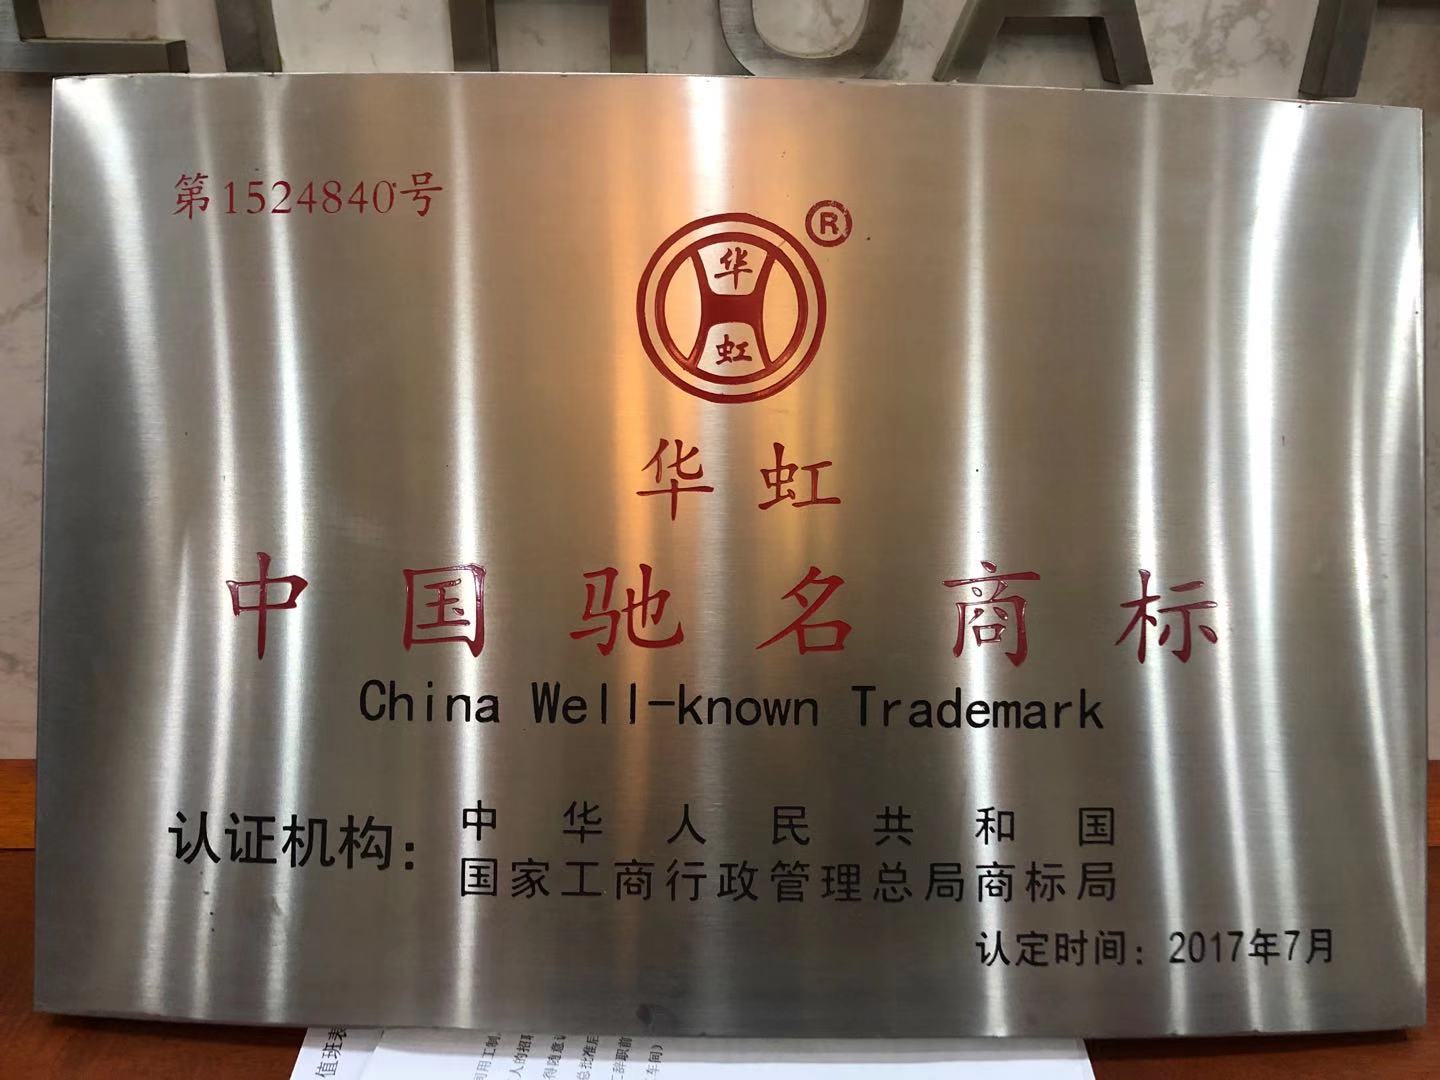 第1524840号
®
华
虹
华虹
中国驰名商标
China Well-known Trademark
认证机构：
中华人民共和国
国家工商行政管理总局商标局
认定时间：2017年7月
值班表